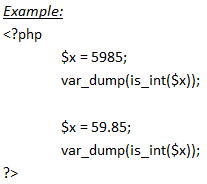 Example:
<?php
$x = 5985;
var_dump(is_int($x));
$x = 59.85;
var_dump(is_int($x));
?>